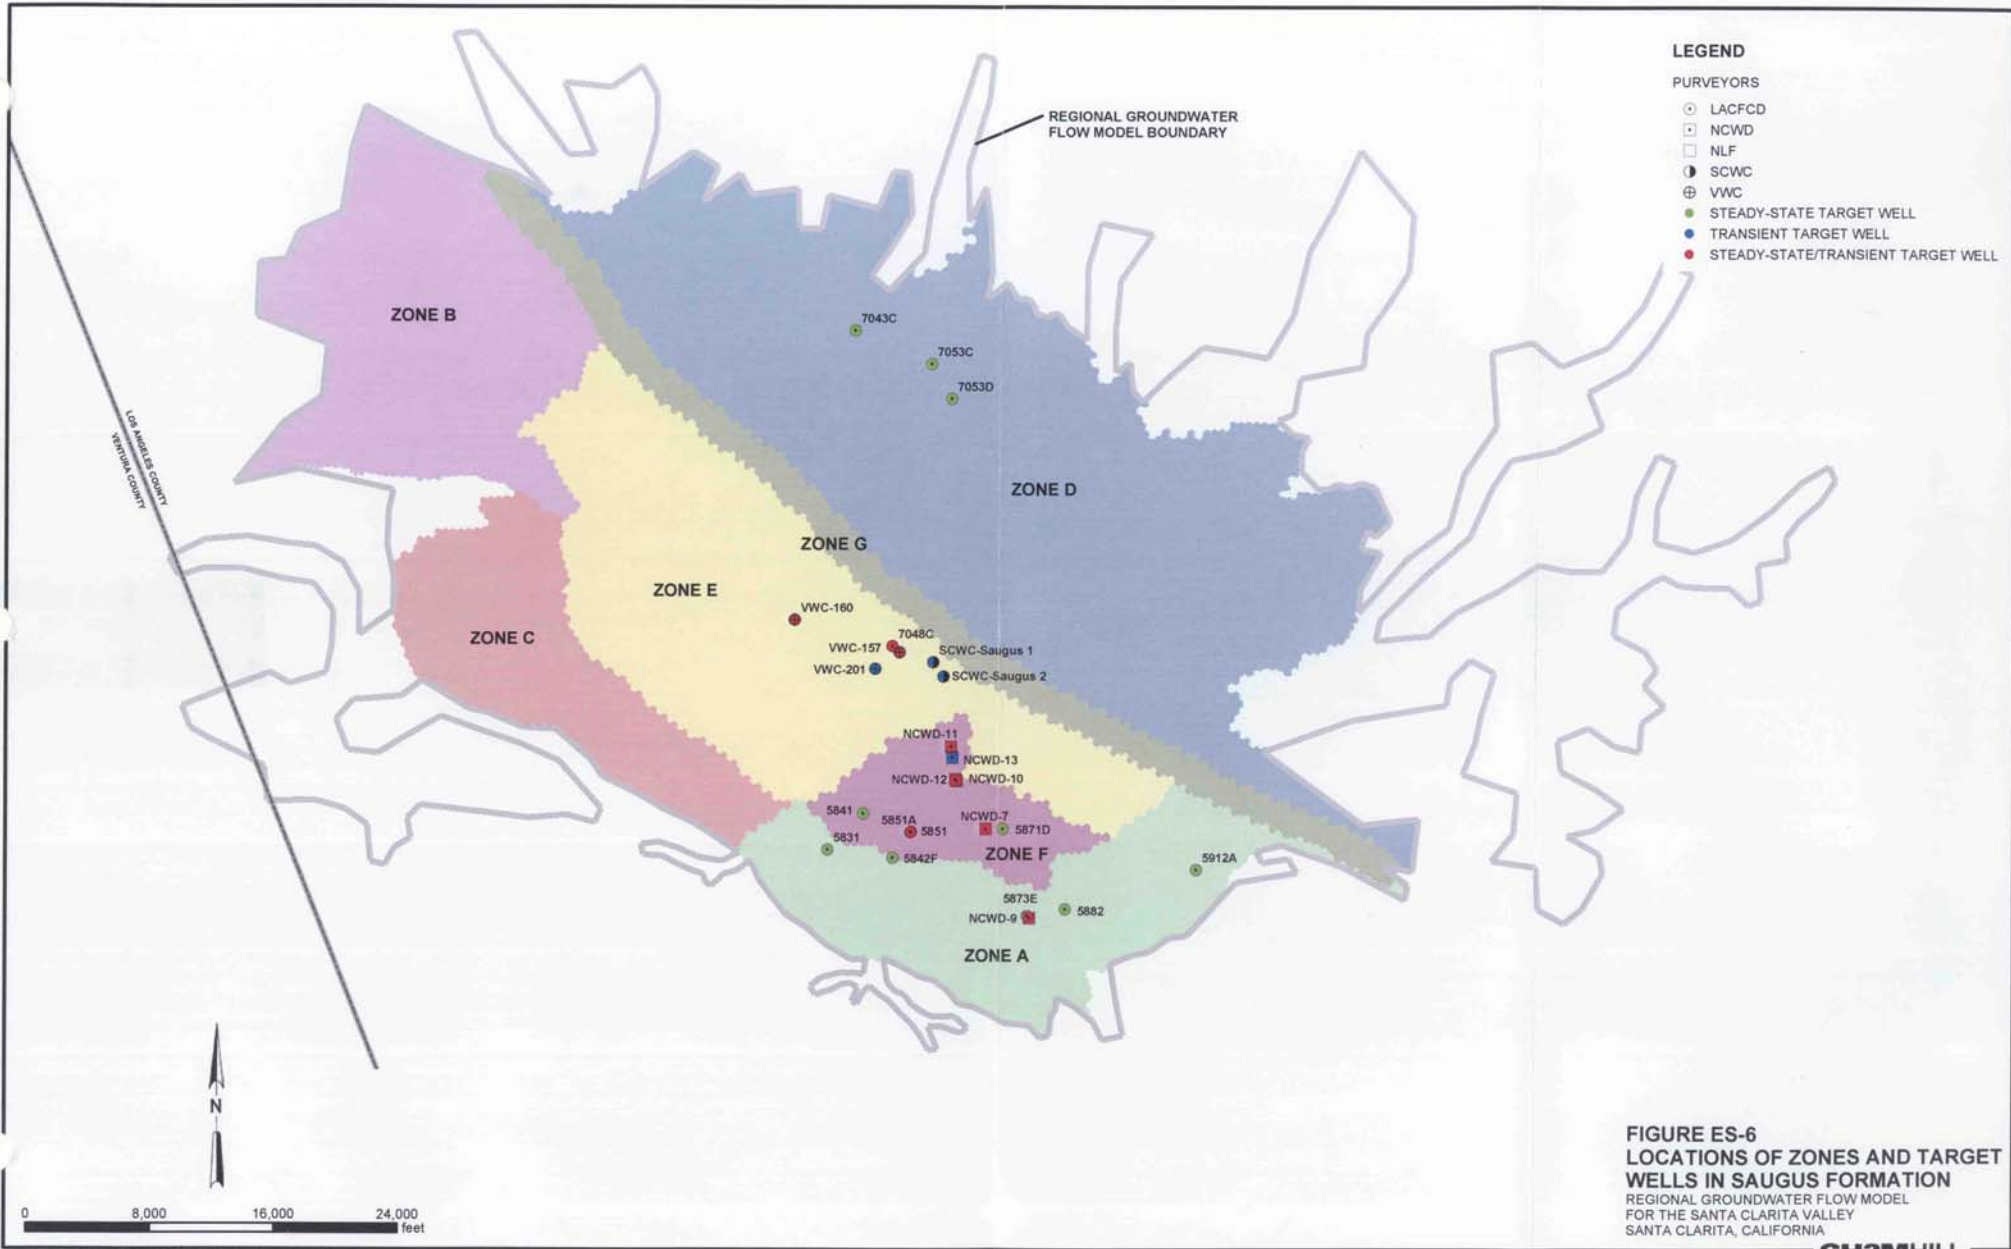 LEGEND
PURVEYORS
LACFCD
NCWD
NLF
SCWC
VWC
STEADY-STATE TARGET WELL
TRANSIENT TARGET WELL
STEADY-STATE/TRANSIENT TARGET WELL
REGIONAL GROUNDWATER
FLOW MODEL BOUNDARY
ZONE B
7043C
7053C
7053D
LOS ANGELES COUNTY
VENTURA COUNTY
ZONE D
ZONE G
ZONE E
VWC-160
ZONE C
7048C
VWC-157
SCWC-Saugus 1
VWC-201
SCWC-Saugus 2
NCWD-11
NCWD-13
NCWD-12
NCWD-10
5841
5851A
5851
NCWD-7
5871D
5831
5842F
ZONE F
5912A
5873E
NCWD-9
5882
ZONE A
N
0 8,000 16,000 24,000
feet
FIGURE ES-6
LOCATIONS OF ZONES AND TARGET
WELLS IN SAUGUS FORMATION
REGIONAL GROUNDWATER FLOW MODEL
FOR THE SANTA CLARITA VALLEY
SANTA CLARITA, CALIFORNIA
CH2MHILL